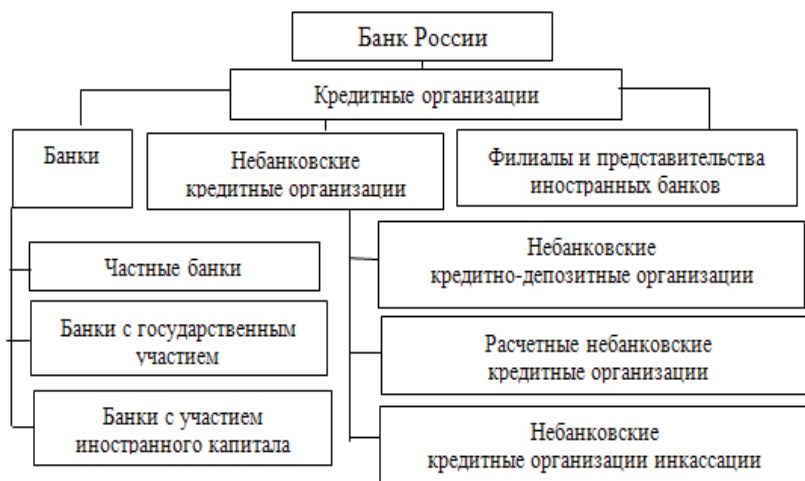 Банк России
Кредитные организации
Банки
Небанковские
кредитные организации
Филиалы и представительства
иностранных банков
Частные банки
Банки с государственным
участием
Банки с участием
иностранного капитала
Небанковские
кредитно-депозитные организации
Расчетные небанковские
кредитные организации
Небанковские
кредитные организации инкассации